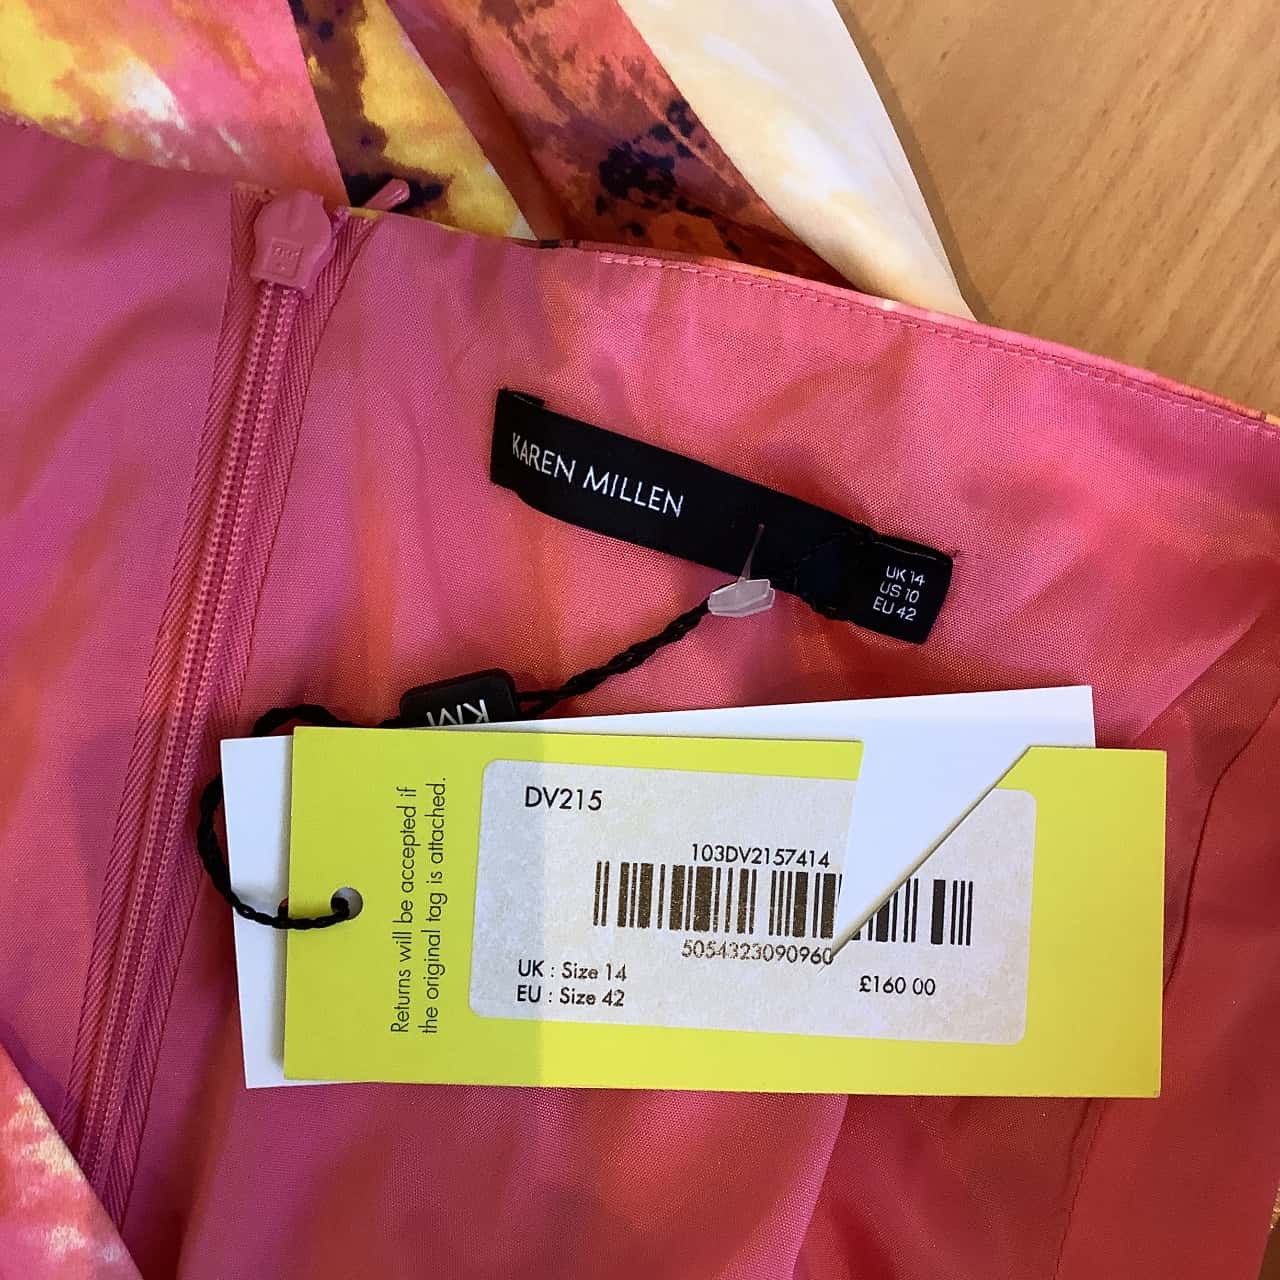 KAREN MILLEN
UK 14
US 10
EU 42
KM
Returns will be accepted if
the original tag is attached.
DV215
103DV2157414
5054323090960
UK : Size 14
EU : Size 42
£160 00